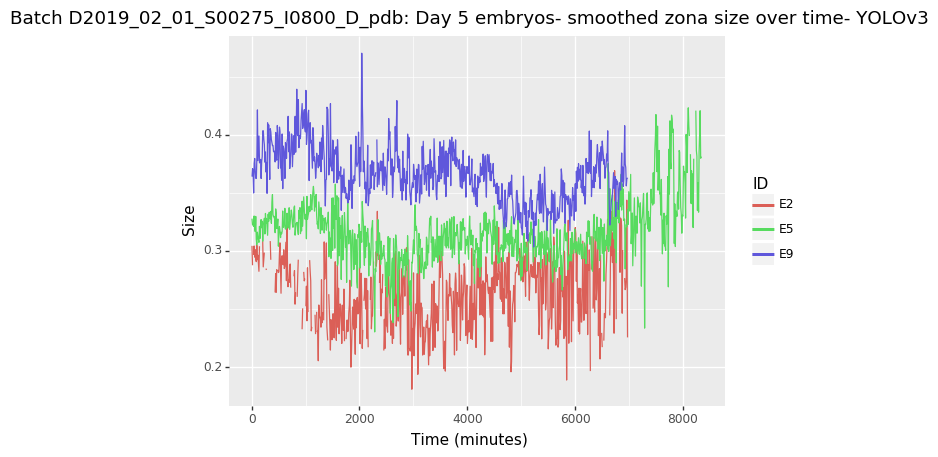 Batch D2019_02_01_S00275_I0800_D_pdb: Day 5 embryos- smoothed zona size over time- YOLOv3
0.4
0.3
0.2
Size
0
2000
4000
6000
8000
Time (minutes)
ID
E2
E5
E9